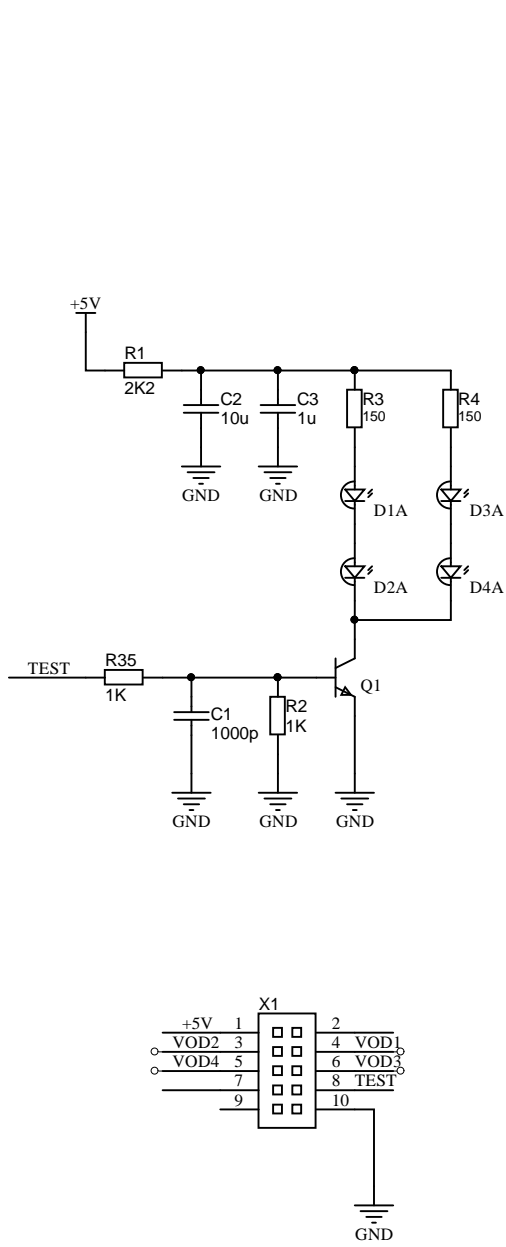 +5V
R1
2K2
C2
10u
C3
1u
R3
150
R4
150
GND
GND
D1A
D3A
D2A
D4A
TEST
R35
1K
C1
1000p
R2
1K
Q1
GND
GND
GND
X1
+5V 1 2
VOD2 3 4 VOD1
VOD4 5 6 VOD3
7 8 TEST
9 10
GND